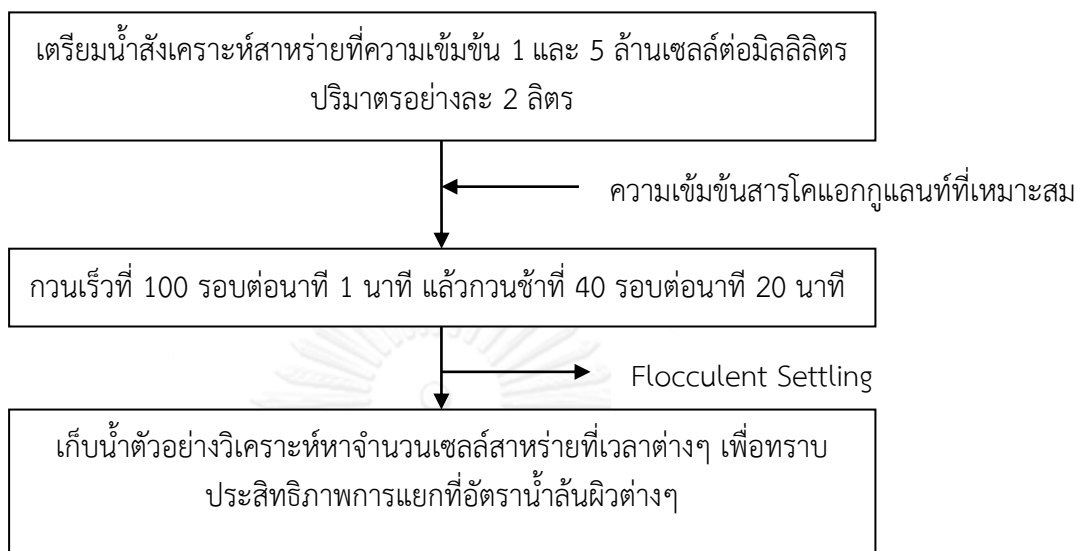 เตรียมน้ำสังเคราะห์สาหร่ายที่ความเข้มข้น 1 และ 5 ล้านเซลล์ต่อมิลลิลิตร
ปริมาตรอย่างละ 2 ลิตร
ความเข้มข้นสารโคแอกกูแลนท์ที่เหมาะสม
กวนเร็วที่ 100 รอบต่อนาที 1 นาที แล้วกวนช้าที่ 40 รอบต่อนาที 20 นาที
Flocculent Settling
เก็บน้ำตัวอย่างวิเคราะห์หาจำนวนเซลล์สาหร่ายที่เวลาต่างๆ เพื่อทราบ
ประสิทธิภาพการแยกที่อัตราน้ำล้นผิวต่างๆ